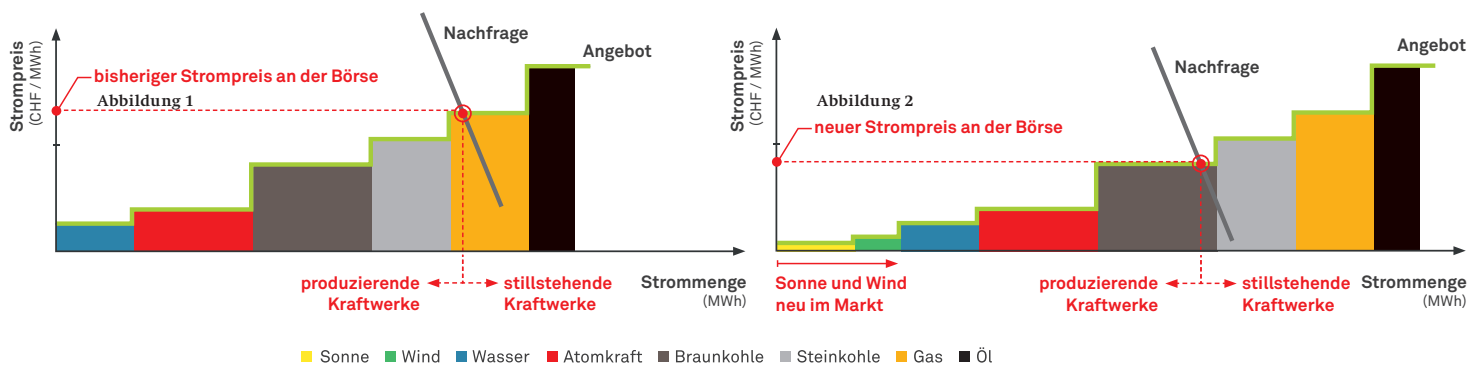 Strompreis
(CHF / MWh)
bisheriger Strompreis an der Börse
Abbildung 1
Nachfrage
Angebot
produzierende
Kraftwerke
stillstehende
Kraftwerke
Strommenge
(MWh)
Strompreis
(CHF / MWh)
Abbildung 2
neuer Strompreis an der Börse
Nachfrage
Angebot
Sonne und Wind
neu im Markt
produzierende
Kraftwerke
stillstehende
Kraftwerke
Strommenge
(MWh)
Sonne Wind Wasser Atomkraft Braunkohle Steinkohle Gas Öl